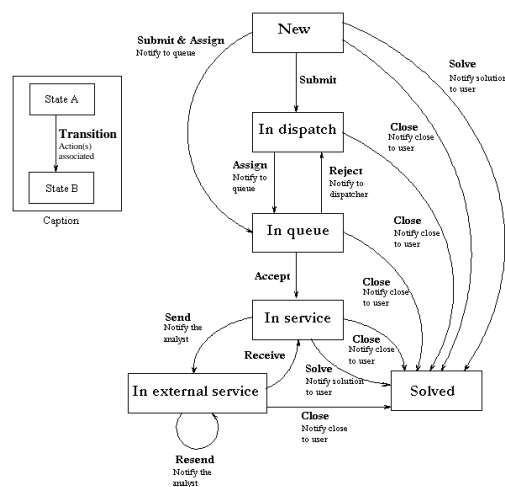 New
Submit & Assign
Notify to queue
Submit
Solve
Notify solution
to user
State A
Transition
Action(s)
associated
State B
Caption
In dispatch
Close
Notify close
to user
Assign
Notify to
queue
Reject
Notify to
dispatcher
In queue
Close
Notify close
to user
Accept
Close
Notify close
to user
In service
Send
Notify the
analyst
Receive
Close
Notify close
to user
Solve
Notify solution
to user
In external service
Solved
Close
Notify close
to user
Resend
Notify the
analyst